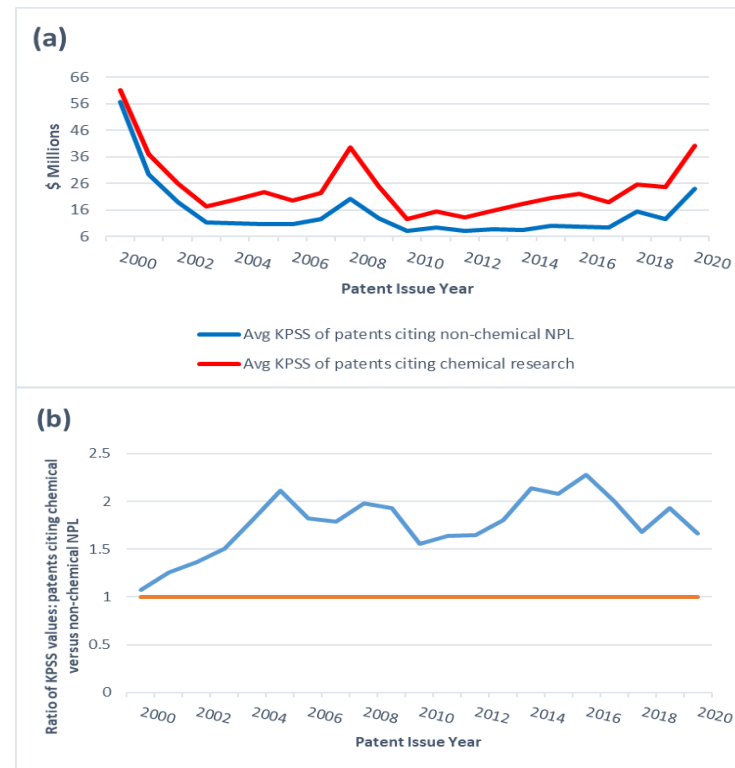 (a)
66
56
46
36
26
16
6
$ Millions
2000 2002 2004 2006 2008 2010 2012 2014 2016 2018 2020
Patent Issue Year
Avg KPSS of patents citing non-chemical NPL
Avg KPSS of patents citing chemical research
(b)
2.5
2
1.5
1
0.5
0
Ratio of KPSS values: patents citing chemical
versus non-chemical NPL
2000 2002 2004 2006 2008 2010 2012 2014 2016 2018 2020
Patent Issue Year